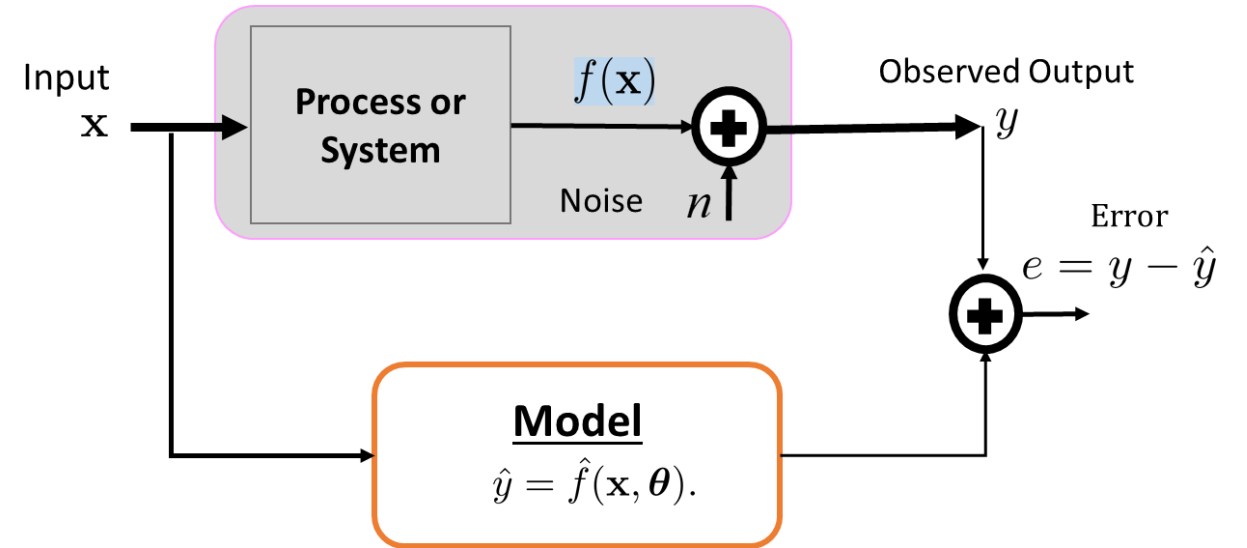 Input
x
Process or
System
f(x)
Noise n
Observed Output
y
Error
e = y − ŷ
Model
ŷ = f̂(x, θ).